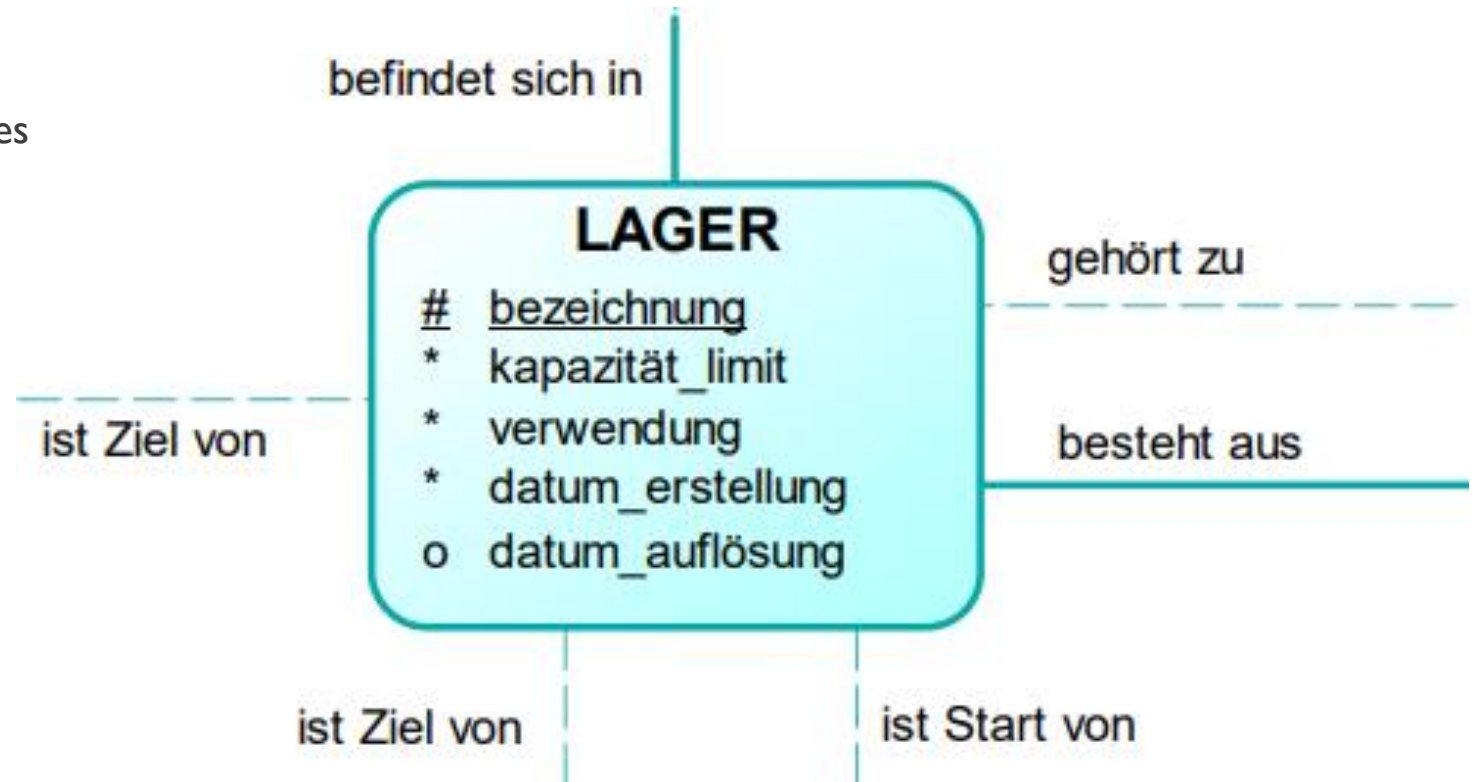 befindet sich in
es
LAGER
# bezeichnung
gehört zu
* kapazität_limit
* verwendung
ist Ziel von
besteht aus
* datum_erstellung
o datum_auflösung
ist Ziel von
ist Start von